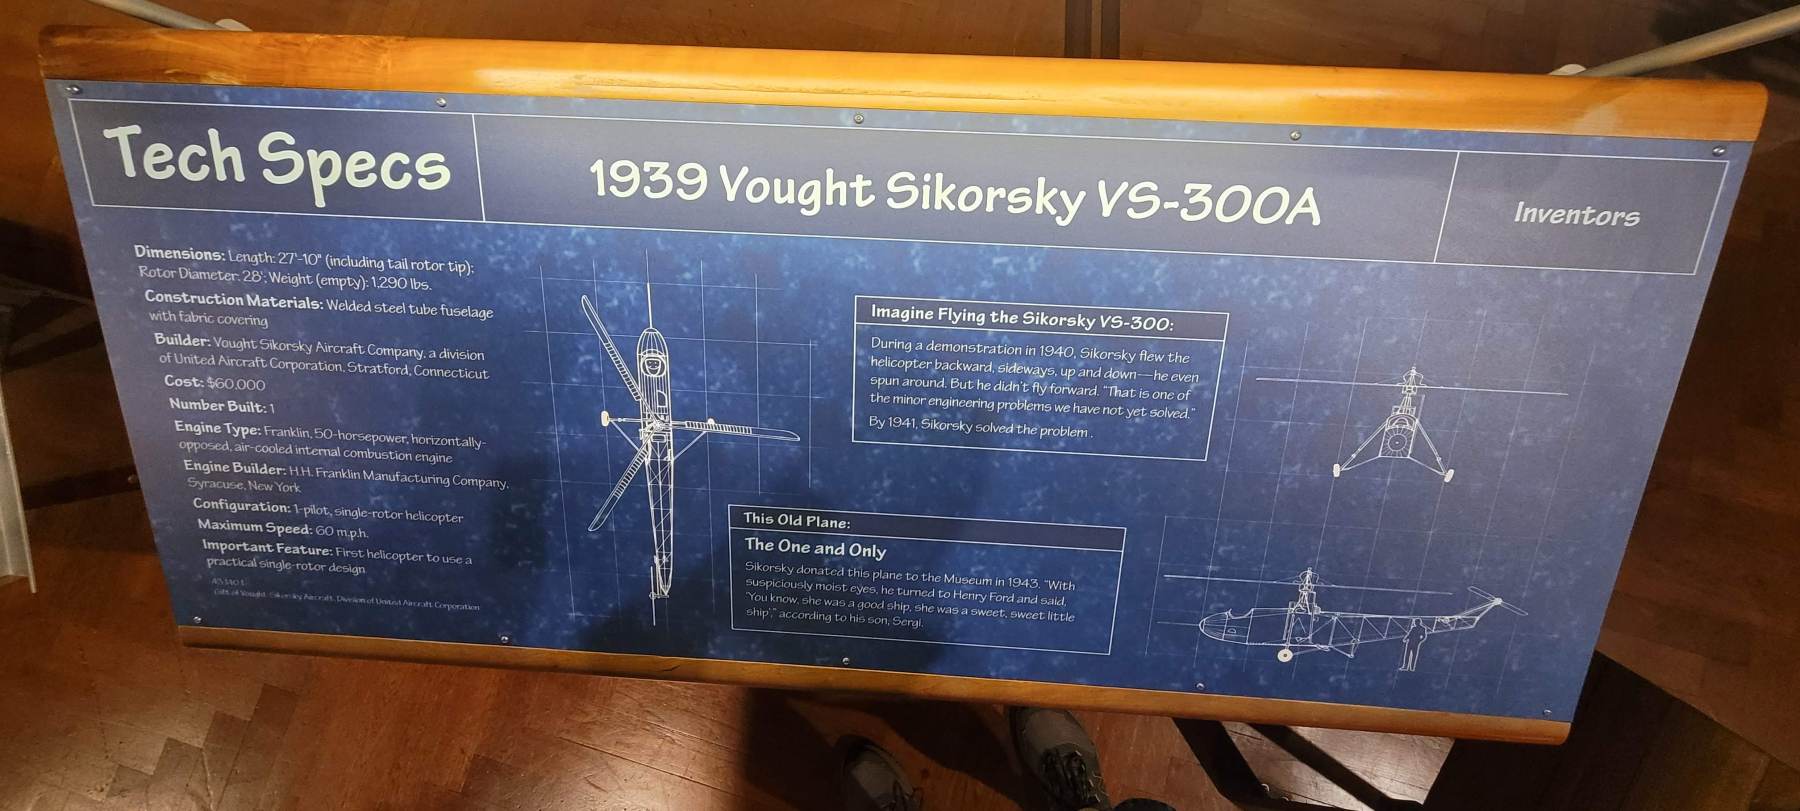 Tech Specs
1939 Vought Sikorsky VS-300A
Inventors
Dimensions: Length: 27'-10" (including tail rotor tip);
Rotor Diameter: 28'; Weight (empty): 1,290 lbs.
Construction Materials: Welded steel tube fuselage
with fabric covering
Builder: Vought Sikorsky Aircraft Company, a division
of United Aircraft Corporation, Stratford, Connecticut
Cost: $60,000
Number Built: 1
Engine Type: Franklin, 50-horsepower, horizontally-
opposed, air-cooled internal combustion engine
Engine Builder: H.H. Franklin Manufacturing Company,
Syracuse, New York
Configuration: 1-pilot, single-rotor helicopter
Maximum Speed: 60 m.p.h.
Important Feature: First helicopter to use a
practical single-rotor design
Gift of Vought-Sikorsky Aircraft, Division of United Aircraft Corporation
Imagine Flying the Sikorsky VS-300:
During a demonstration in 1940, Sikorsky flew the
helicopter backward, sideways, up and down—he even
spun around. But he didn't fly forward. "That is one of
the minor engineering problems we have not yet solved."
By 1941, Sikorsky solved the problem.
This Old Plane:
The One and Only
Sikorsky donated this plane to the Museum in 1943. "With
suspiciously moist eyes, he turned to Henry Ford and said,
'You know, she was a good ship, she was a sweet, sweet little
ship'," according to his son, Sergi.